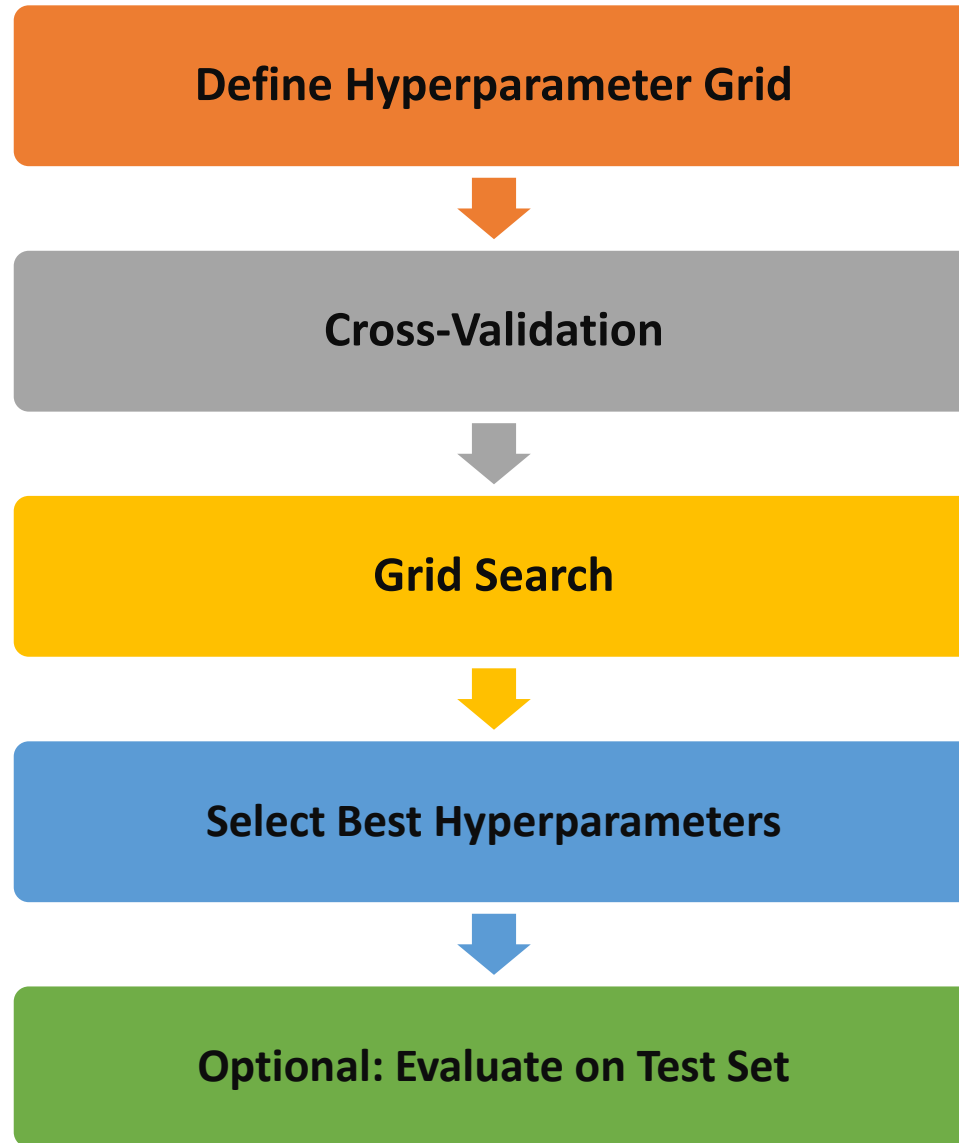 Define Hyperparameter Grid
Cross-Validation
Grid Search
Select Best Hyperparameters
Optional: Evaluate on Test Set